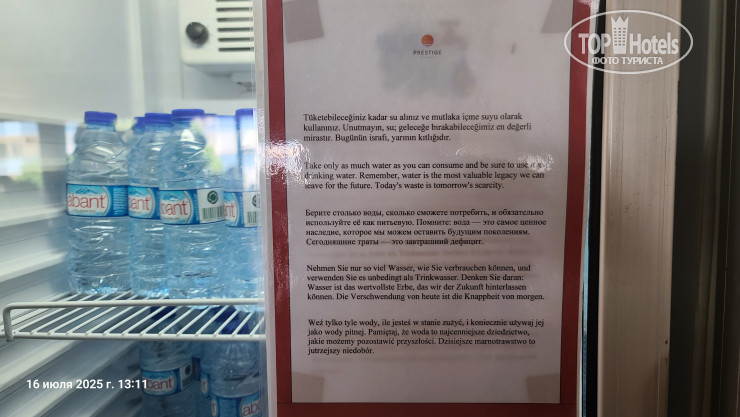 TOP Hotels
ФОТО ТУРИСТА
PRESTIGE
Tüketebileceğiniz kadar su alınız ve mutlaka içme suyu olarak
kullanınız. Unutmayın, su; geleceğe bırakabileceğimiz en değerli
mirastır. Bugünün israfı, yarının kıtlığıdır.
Take only as much water as you can consume and be sure to use it as
drinking water. Remember, water is the most valuable legacy we can
leave for the future. Today's waste is tomorrow's scarcity.
Берите столько воды, сколько сможете потребить, и обязательно
используйте её как питьевую. Помните: вода — это самое ценное
наследие, которое мы можем оставить будущим поколениям.
Сегодняшние траты — это завтрашний дефицит.
Nehmen Sie nur so viel Wasser, wie Sie verbrauchen können, und
verwenden Sie es unbedingt als Trinkwasser. Denken Sie daran:
Wasser ist das wertvollste Erbe, das wir der Zukunft hinterlassen
können. Die Verschwendung von heute ist die Knappheit von morgen.
Weź tylko tyle wody, ile jesteś w stanie zużyć, i koniecznie używaj jej
jako wody pitnej. Pamiętaj, że woda to najcenniejsze dziedzictwo,
jakie możemy pozostawić przyszłości. Dzisiejsze marnotrawstwo to
jutrzejszy niedobór.
abant
abant
abant
abant
abant
16 июля 2025 г. 13:11